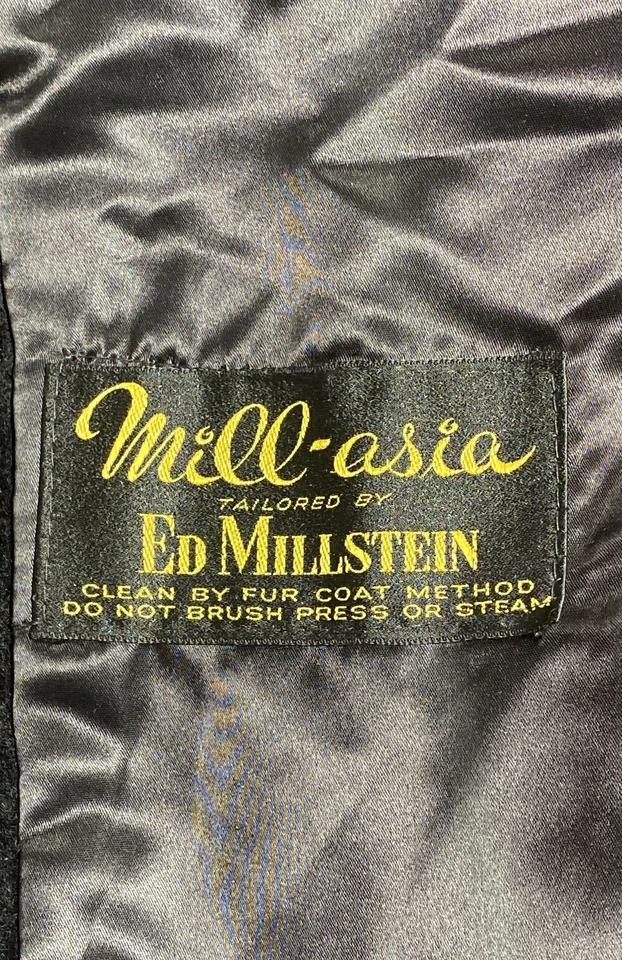 Mill-asia
TAILORED BY
ED MILLSTEIN
CLEAN BY FUR COAT METHOD
DO NOT BRUSH PRESS OR STEAM